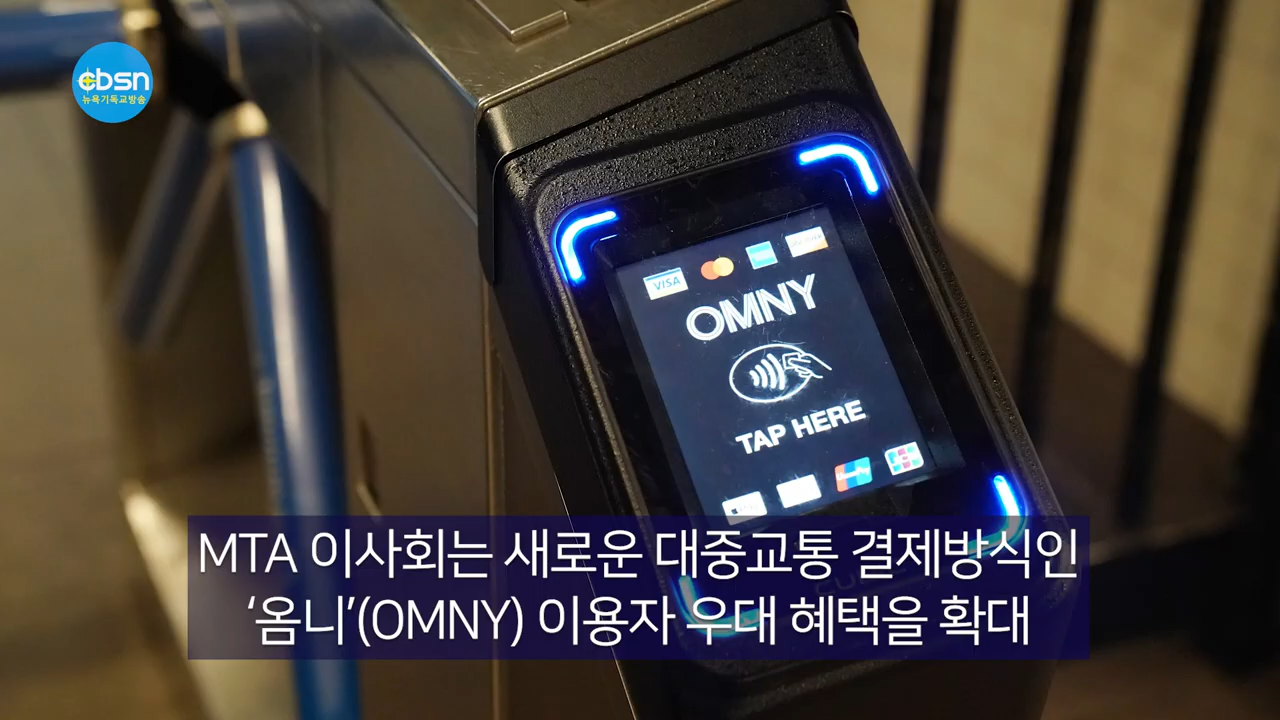 cbsn
뉴욕기독교방송
VISA
DISCOVER
OMNY
TAP HERE
MTA 이사회는 새로운 대중교통 결제방식인
‘옴니’(OMNY) 이용자 우대 혜택을 확대